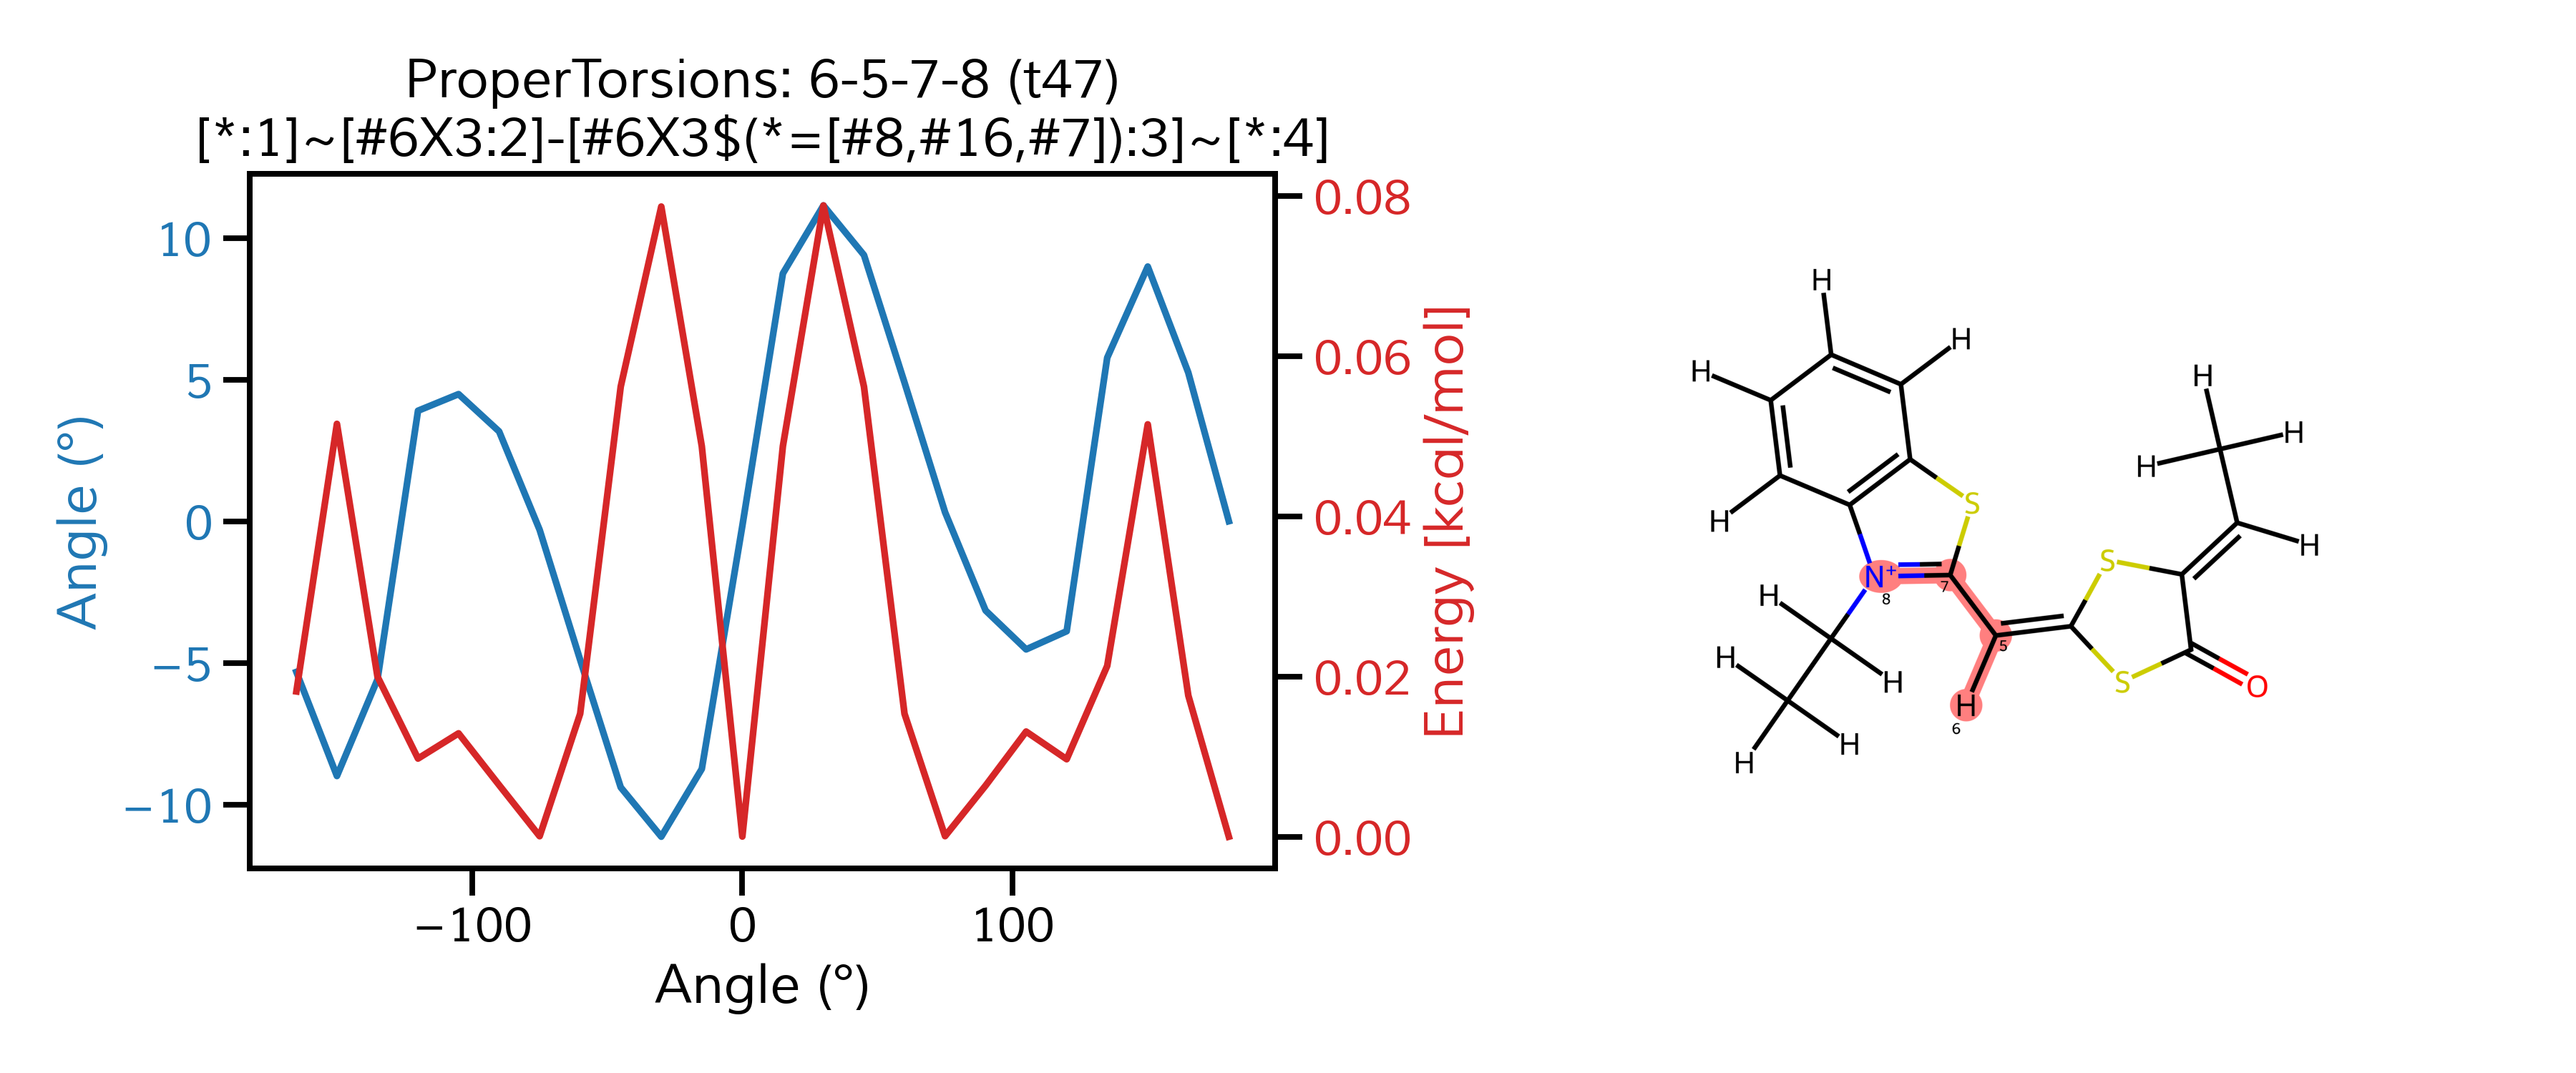 ProperTorsions: 6-5-7-8 (t47)
[*:1]~[#6X3:2]-[#6X3$(*=[#8,#16,#7]):3]~[*:4]
10
5
0
−5
−10
Angle (°)
0.08
0.06
0.04
0.02
0.00
Energy [kcal/mol]
−100
0
100
Angle (°)
H
H
H
H
S
N+
8
7
5
H
6
H
H
H
H
H
H
S
S
O
H
H
H
H